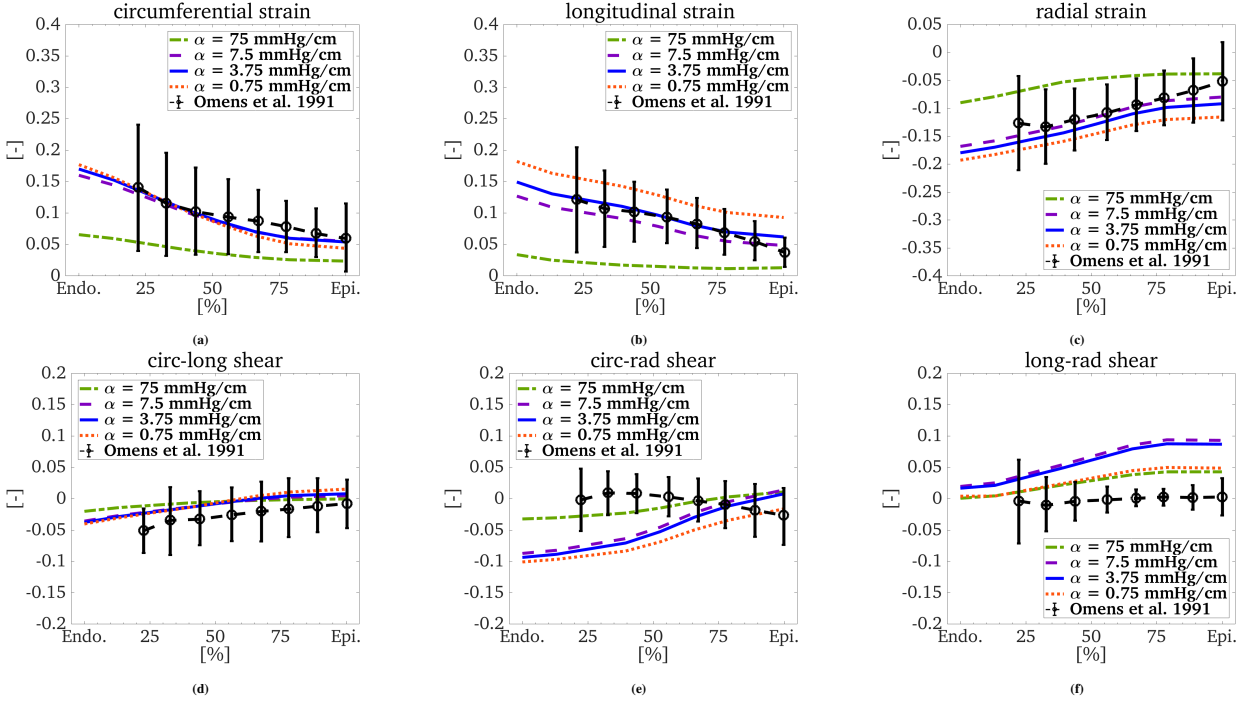 circumferential strain
0.4
0.35
0.3
0.25
0.2
0.15
0.1
0.05
0
[-]
α = 75 mmHg/cm
α = 7.5 mmHg/cm
α = 3.75 mmHg/cm
α = 0.75 mmHg/cm
Omens et al. 1991
Endo. 25 50 75 Epi.
[%]
(a)
longitudinal strain
0.4
0.35
0.3
0.25
0.2
0.15
0.1
0.05
0
[-]
α = 75 mmHg/cm
α = 7.5 mmHg/cm
α = 3.75 mmHg/cm
α = 0.75 mmHg/cm
Omens et al. 1991
Endo. 25 50 75 Epi.
[%]
(b)
radial strain
0.05
0
-0.05
-0.1
-0.15
-0.2
-0.25
-0.3
-0.35
-0.4
[-]
α = 75 mmHg/cm
α = 7.5 mmHg/cm
α = 3.75 mmHg/cm
α = 0.75 mmHg/cm
Omens et al. 1991
Endo. 25 50 75 Epi.
[%]
(c)
circ-long shear
0.2
0.15
0.1
0.05
0
-0.05
-0.1
-0.15
-0.2
[-]
α = 75 mmHg/cm
α = 7.5 mmHg/cm
α = 3.75 mmHg/cm
α = 0.75 mmHg/cm
Omens et al. 1991
Endo. 25 50 75 Epi.
[%]
(d)
circ-rad shear
0.2
0.15
0.1
0.05
0
-0.05
-0.1
-0.15
-0.2
[-]
α = 75 mmHg/cm
α = 7.5 mmHg/cm
α = 3.75 mmHg/cm
α = 0.75 mmHg/cm
Omens et al. 1991
Endo. 25 50 75 Epi.
[%]
(e)
long-rad shear
0.2
0.15
0.1
0.05
0
-0.05
-0.1
-0.15
-0.2
[-]
α = 75 mmHg/cm
α = 7.5 mmHg/cm
α = 3.75 mmHg/cm
α = 0.75 mmHg/cm
Omens et al. 1991
Endo. 25 50 75 Epi.
[%]
(f)